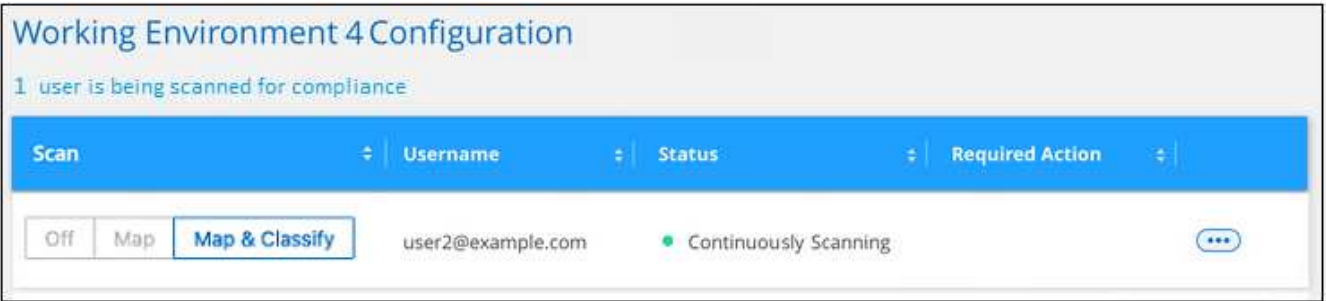 Working Environment 4 Configuration
1 user is being scanned for compliance
Scan Username Status Required Action
Off Map Map & Classify user2@example.com Continuously Scanning